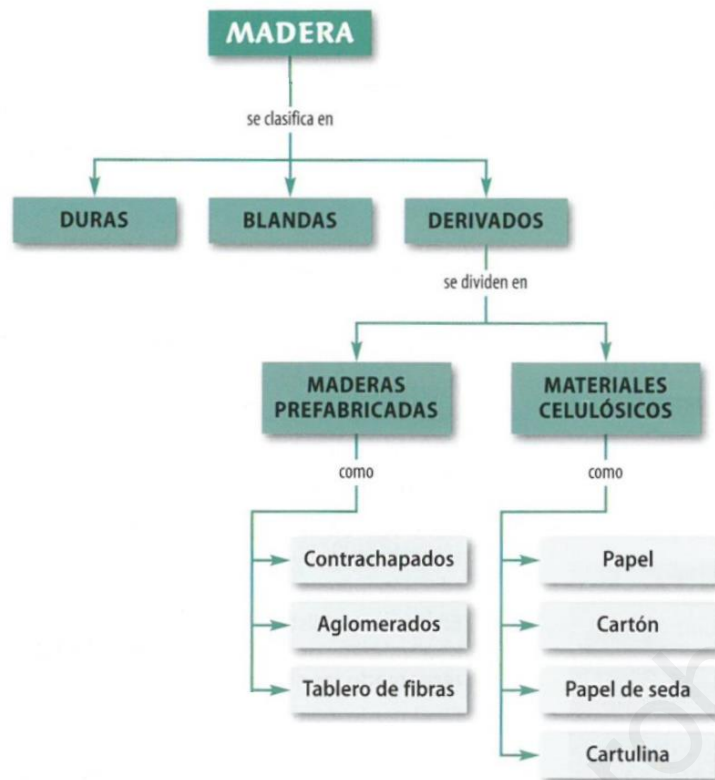 MADERA
se clasifica en
DURAS
BLANDAS
DERIVADOS
se dividen en
MADERAS
PREFABRICADAS
MATERIALES
CELULÓSICOS
como
como
Contrachapados
Aglomerados
Tablero de fibras
Papel
Cartón
Papel de seda
Cartulina